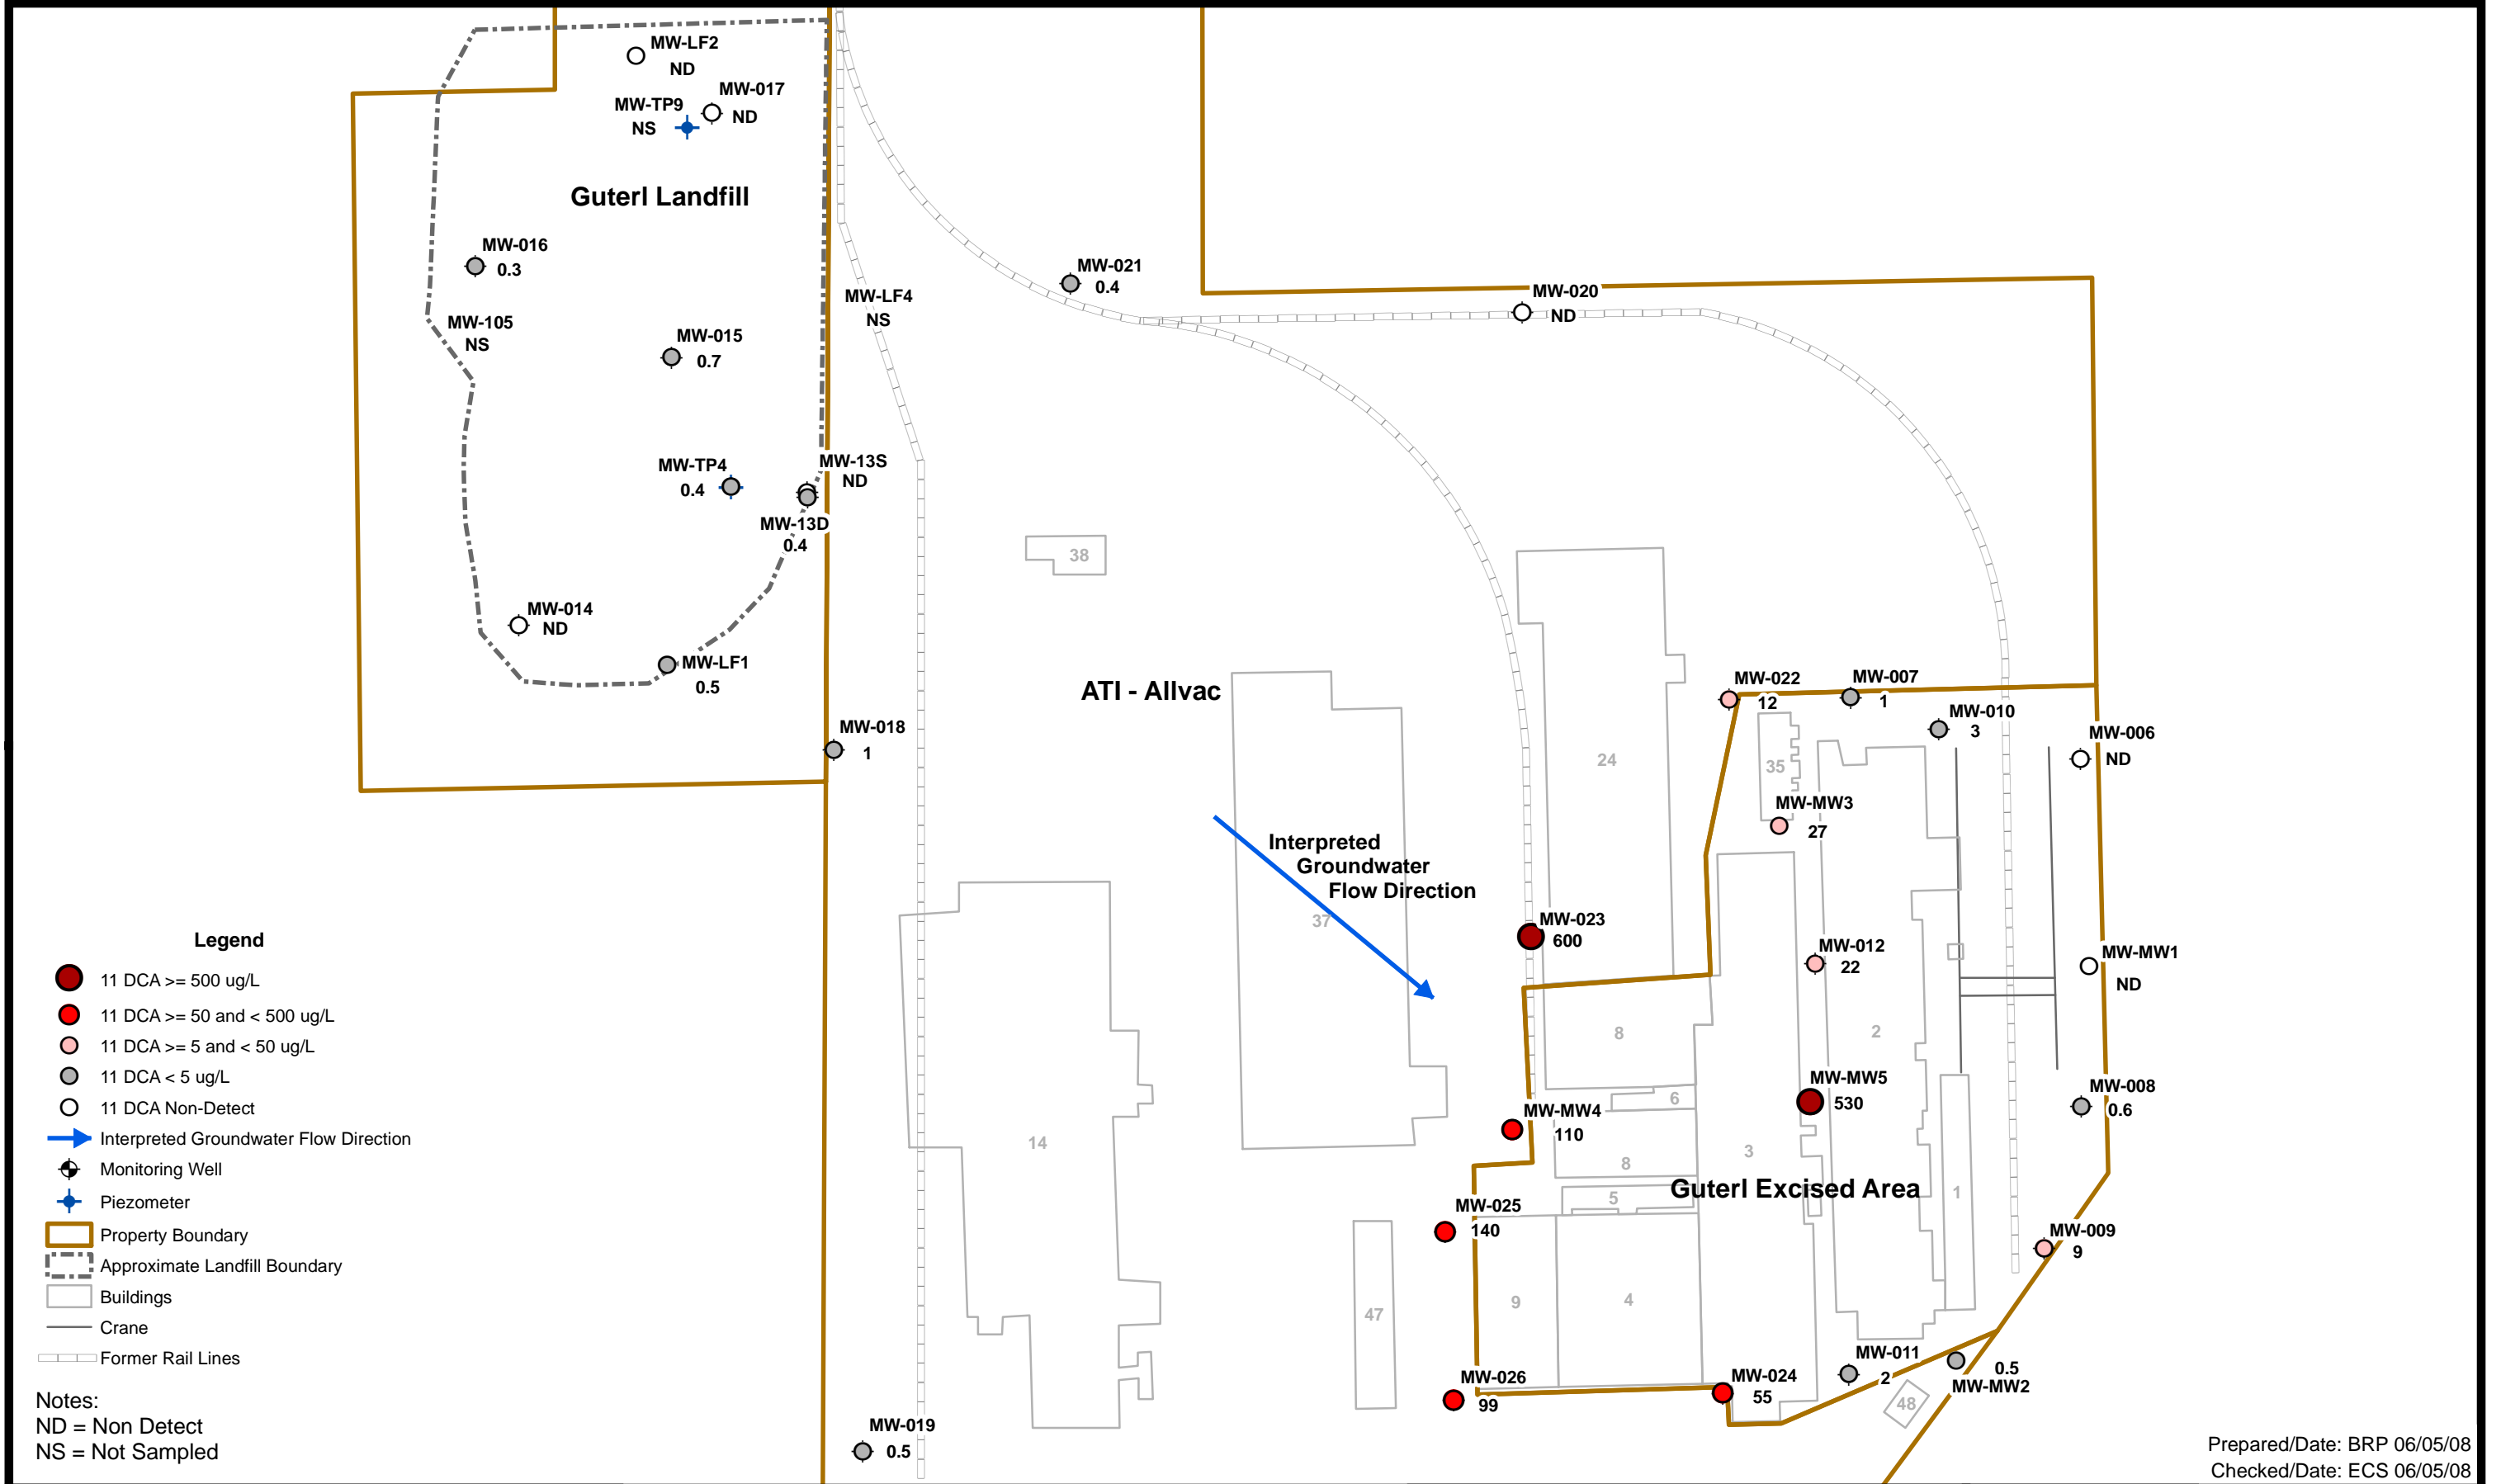 MW-LF2
ND
MW-017
ND
MW-TP9
NS
Guterl Landfill
MW-016
0.3
MW-021
0.4
MW-LF4
NS
MW-020
ND
MW-105
NS
MW-015
0.7
MW-TP4
0.4
MW-13S
ND
MW-13D
0.4
38
MW-014
ND
MW-LF1
0.5
ATI - Allvac
MW-022
12
MW-007
1
MW-010
3
MW-018
1
MW-006
ND
24
35
MW-MW3
27
Interpreted
Groundwater
Flow Direction
37
MW-023
600
MW-012
22
MW-MW1
ND
8
2
MW-MW5
530
MW-008
0.6
6
MW-MW4
110
14
3
8
Guterl Excised Area
5
1
MW-025
140
MW-009
9
9
4
47
MW-011
2
0.5
MW-MW2
MW-026
99
MW-024
55
48
MW-019
0.5
Legend
11 DCA >= 500 ug/L
11 DCA >= 50 and < 500 ug/L
11 DCA >= 5 and < 50 ug/L
11 DCA < 5 ug/L
11 DCA Non-Detect
Interpreted Groundwater Flow Direction
Monitoring Well
Piezometer
Property Boundary
Approximate Landfill Boundary
Buildings
Crane
Former Rail Lines
Notes:
ND = Non Detect
NS = Not Sampled
Prepared/Date: BRP 06/05/08
Checked/Date: ECS 06/05/08